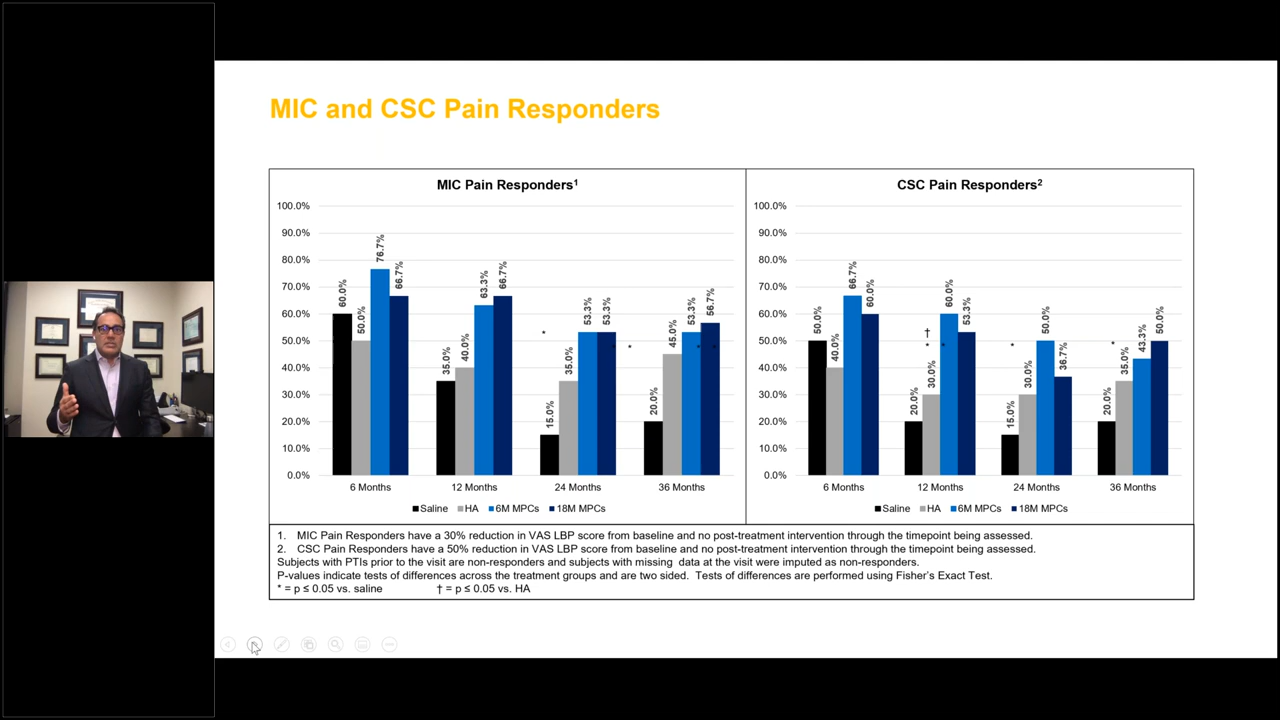 MIC and CSC Pain Responders
MIC Pain Responders1
100.0%
90.0%
80.0%
70.0%
60.0%
50.0%
40.0%
30.0%
20.0%
10.0%
0.0%
60.0% 50.0% 76.7% 66.7%
35.0% 40.0% 63.3% 66.7%
15.0% 35.0% 53.3% 53.3%
20.0% 45.0% 53.3% 56.7%
* * * * *
6 Months 12 Months 24 Months 36 Months
Saline HA 6M MPCs 18M MPCs
CSC Pain Responders2
100.0%
90.0%
80.0%
70.0%
60.0%
50.0%
40.0%
30.0%
20.0%
10.0%
0.0%
50.0% 40.0% 66.7% 60.0%
20.0% 30.0% 60.0% 53.3%
15.0% 30.0% 50.0% 36.7%
20.0% 35.0% 43.3% 50.0%
†
* * * *
6 Months 12 Months 24 Months 36 Months
Saline HA 6M MPCs 18M MPCs
1. MIC Pain Responders have a 30% reduction in VAS LBP score from baseline and no post-treatment intervention through the timepoint being assessed.
2. CSC Pain Responders have a 50% reduction in VAS LBP score from baseline and no post-treatment intervention through the timepoint being assessed.
Subjects with PTIs prior to the visit are non-responders and subjects with missing data at the visit were imputed as non-responders.
P-values indicate tests of differences across the treatment groups and are two sided. Tests of differences are performed using Fisher's Exact Test.
* = p ≤ 0.05 vs. saline † = p ≤ 0.05 vs. HA